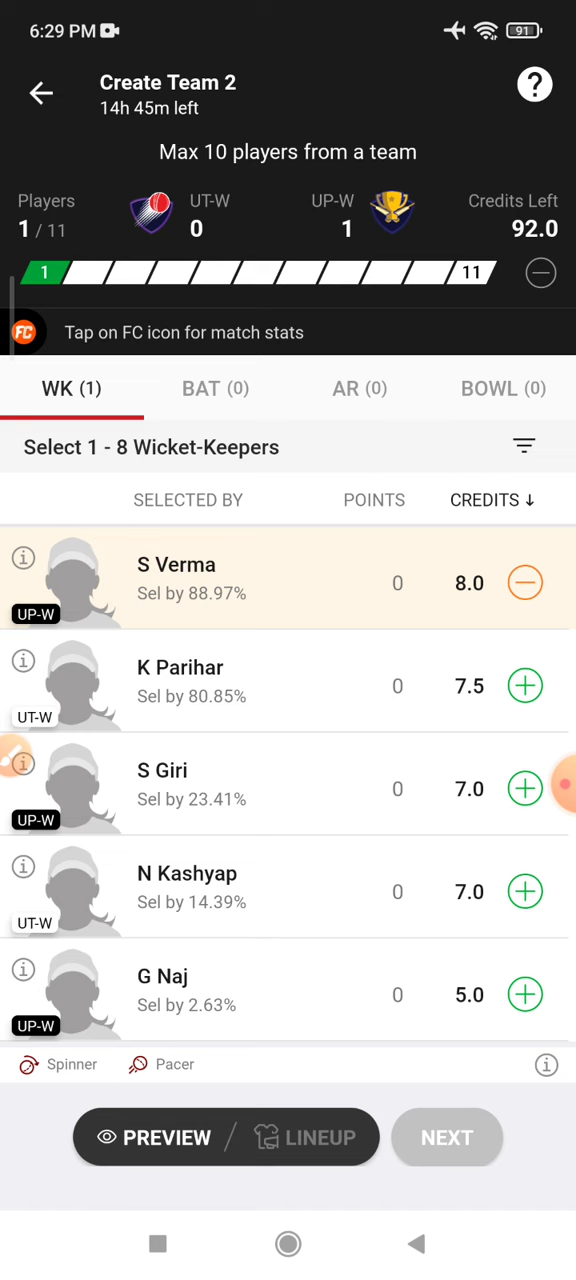 6:29 PM
91
Create Team 2
14h 45m left
?
Max 10 players from a team
Players
UT-W
UP-W
Credits Left
1 / 11
0
1
92.0
1
11
FC
Tap on FC icon for match stats
WK (1)
BAT (0)
AR (0)
BOWL (0)
Select 1 - 8 Wicket-Keepers
SELECTED BY
POINTS
CREDITS ↓
S Verma
Sel by 88.97%
0
8.0
UP-W
K Parihar
Sel by 80.85%
0
7.5
UT-W
S Giri
Sel by 23.41%
0
7.0
UP-W
N Kashyap
Sel by 14.39%
0
7.0
UT-W
G Naj
Sel by 2.63%
0
5.0
UP-W
Spinner
Pacer
PREVIEW / LINEUP
NEXT